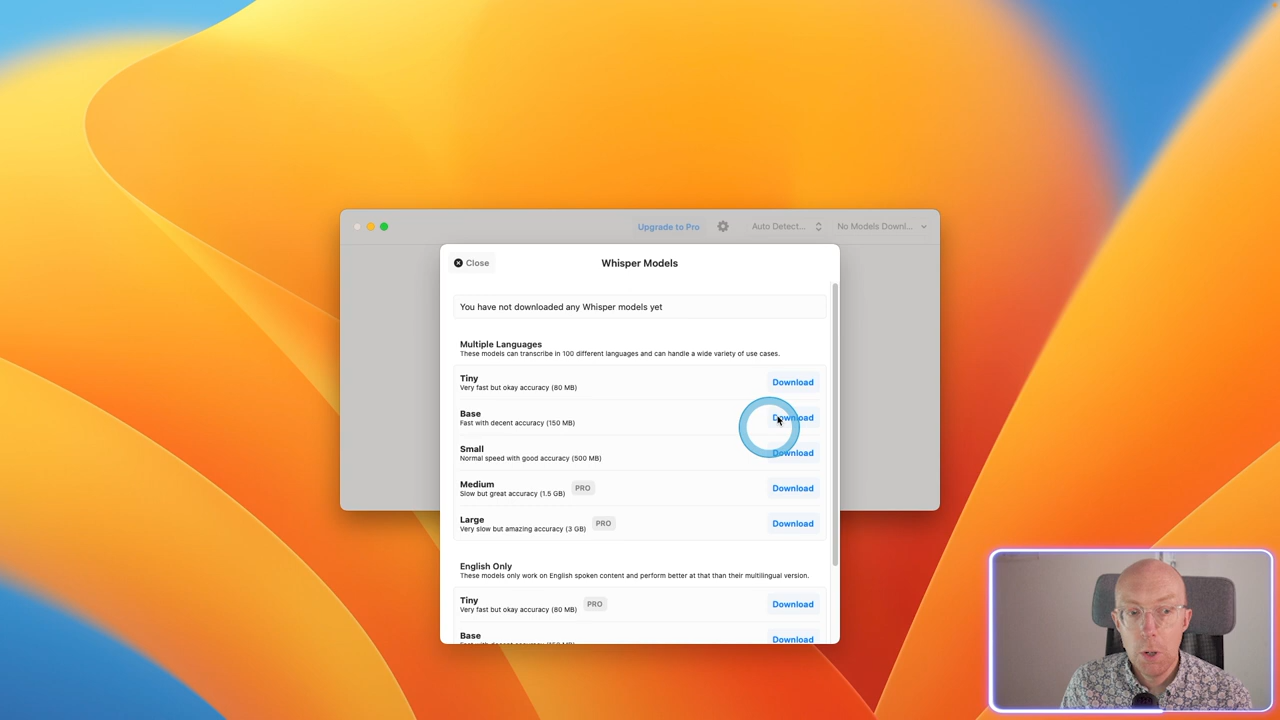 Upgrade to Pro
Auto Detect...
No Models Downl...
Close
Whisper Models
You have not downloaded any Whisper models yet
Multiple Languages
These models can transcribe in 100 different languages and can handle a wide variety of use cases.
Tiny
Very fast but okay accuracy (80 MB)
Download
Base
Fast with decent accuracy (150 MB)
Download
Small
Normal speed with good accuracy (500 MB)
Download
Medium
PRO
Slow but great accuracy (1.5 GB)
Download
Large
PRO
Very slow but amazing accuracy (3 GB)
Download
English Only
These models only work on English spoken content and perform better at that than their multilingual version.
Tiny
PRO
Very fast but okay accuracy (80 MB)
Download
Base
Download